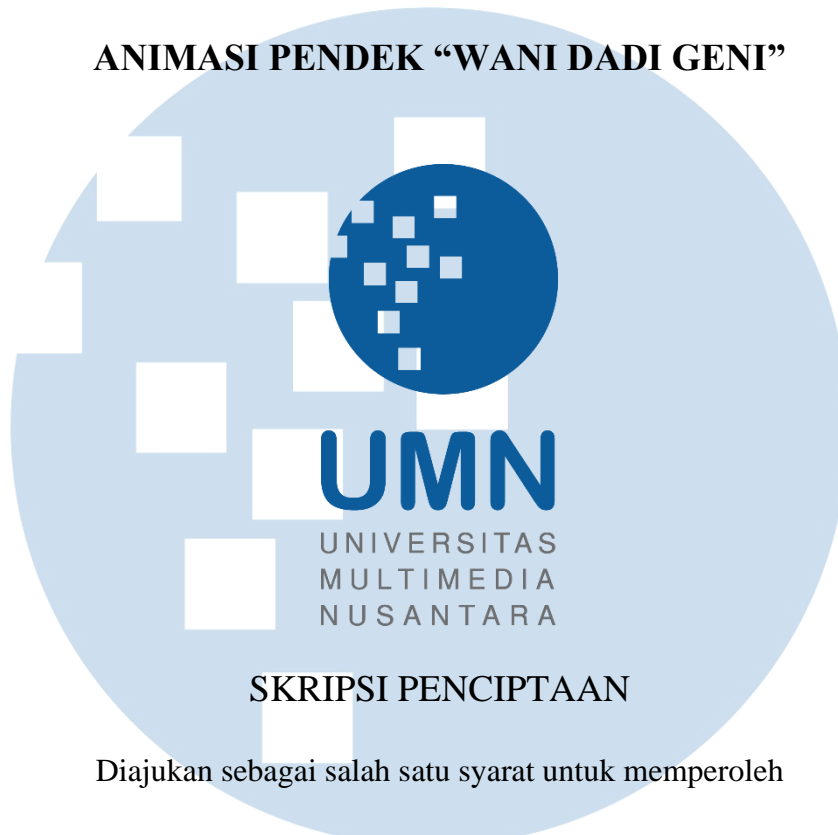 ANIMASI PENDEK “WANI DADI GENI”
UMN
UNIVERSITAS
MULTIMEDIA
NUSANTARA
SKRIPSI PENCIPTAAN
Diajukan sebagai salah satu syarat untuk memperoleh